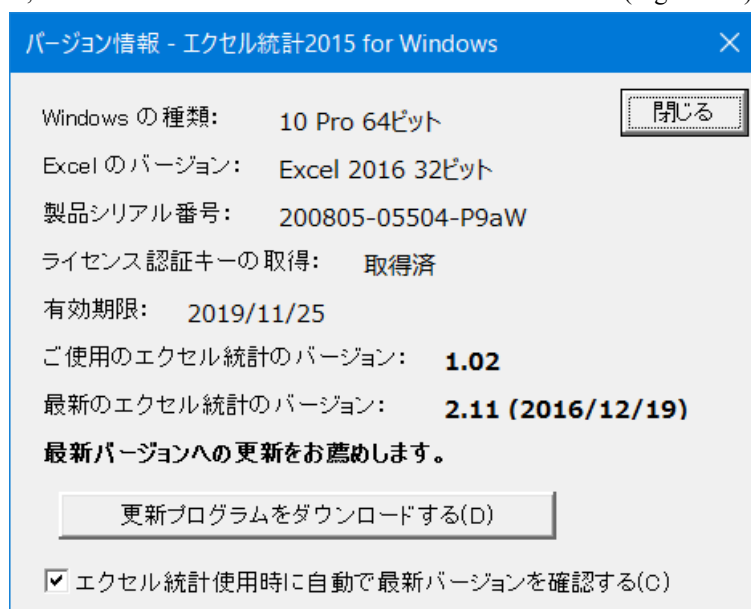 バージョン情報 - エクセル統計2015 for Windows
閉じる
Windows の種類： 10 Pro 64ビット
Excel のバージョン： Excel 2016 32ビット
製品シリアル番号： 200805-05504-P9aW
ライセンス認証キーの取得： 取得済
有効期限： 2019/11/25
ご使用のエクセル統計のバージョン： 1.02
最新のエクセル統計のバージョン： 2.11 (2016/12/19)
最新バージョンへの更新をお薦めします。
更新プログラムをダウンロードする(D)
エクセル統計使用時に自動で最新バージョンを確認する(C)